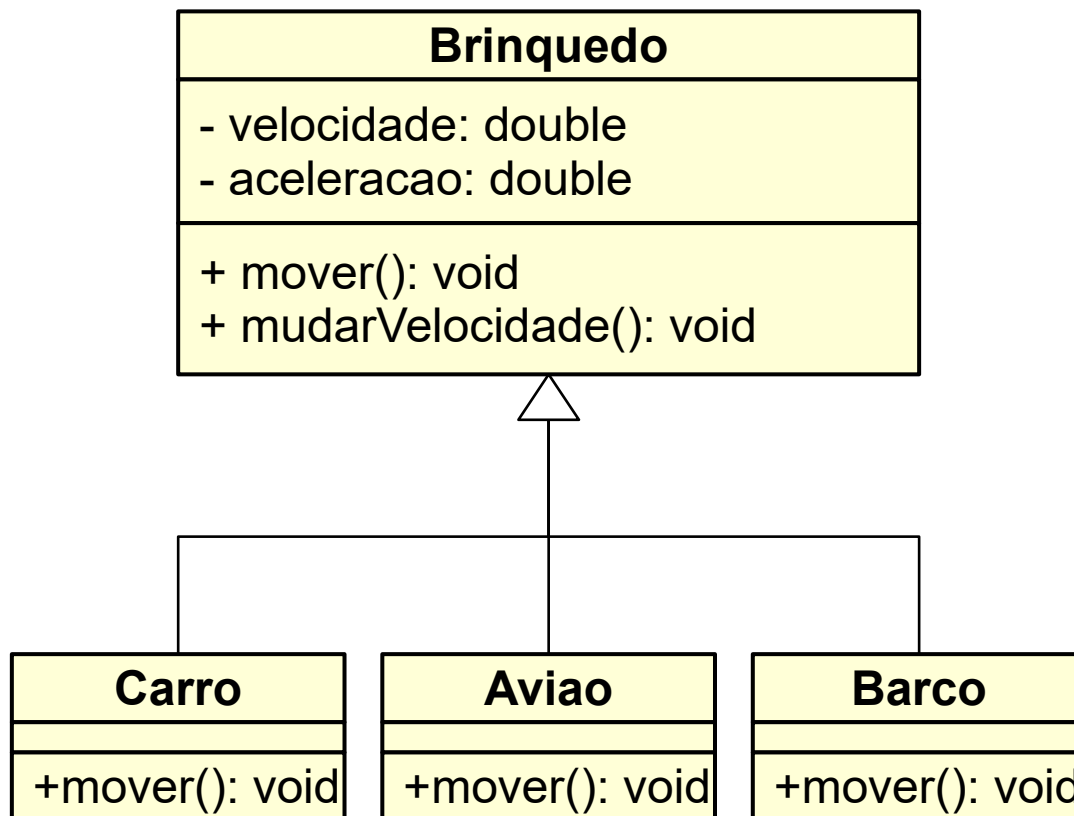 Brinquedo
- velocidade: double
- aceleracao: double
+ mover(): void
+ mudarVelocidade(): void
Carro
+mover(): void
Aviao
+mover(): void
Barco
+mover(): void